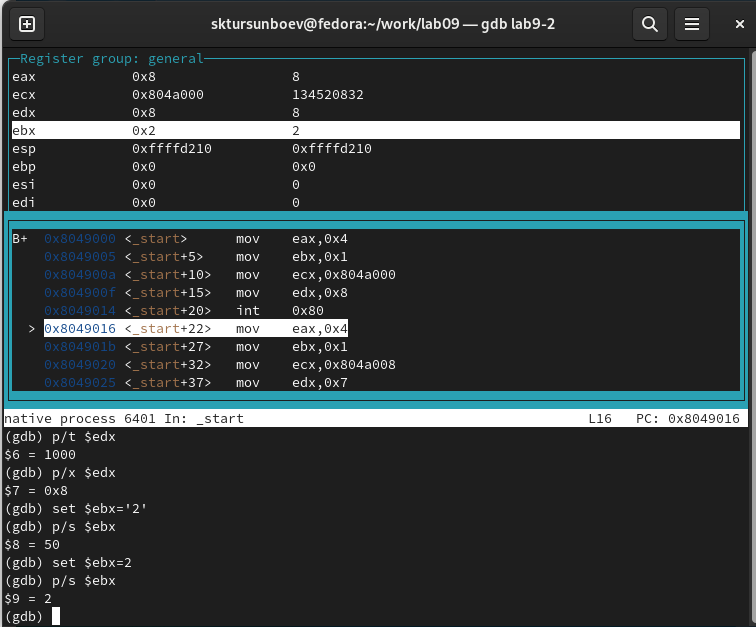 sktursunboev@fedora:~/work/lab09 — gdb lab9-2
Register group: general
eax 0x8 8
ecx 0x804a000 134520832
edx 0x8 8
ebx 0x2 2
esp 0xffffd210 0xffffd210
ebp 0x0 0x0
esi 0x0 0
edi 0x0 0
B+ 0x8049000 <_start> mov eax,0x4
0x8049005 <_start+5> mov ebx,0x1
0x804900a <_start+10> mov ecx,0x804a000
0x804900f <_start+15> mov edx,0x8
0x8049014 <_start+20> int 0x80
> 0x8049016 <_start+22> mov eax,0x4
0x804901b <_start+27> mov ebx,0x1
0x8049020 <_start+32> mov ecx,0x804a008
0x8049025 <_start+37> mov edx,0x7
native process 6401 In: _start L16 PC: 0x8049016
(gdb) p/t $edx
$6 = 1000
(gdb) p/x $edx
$7 = 0x8
(gdb) set $ebx='2'
(gdb) p/s $ebx
$8 = 50
(gdb) set $ebx=2
(gdb) p/s $ebx
$9 = 2
(gdb)